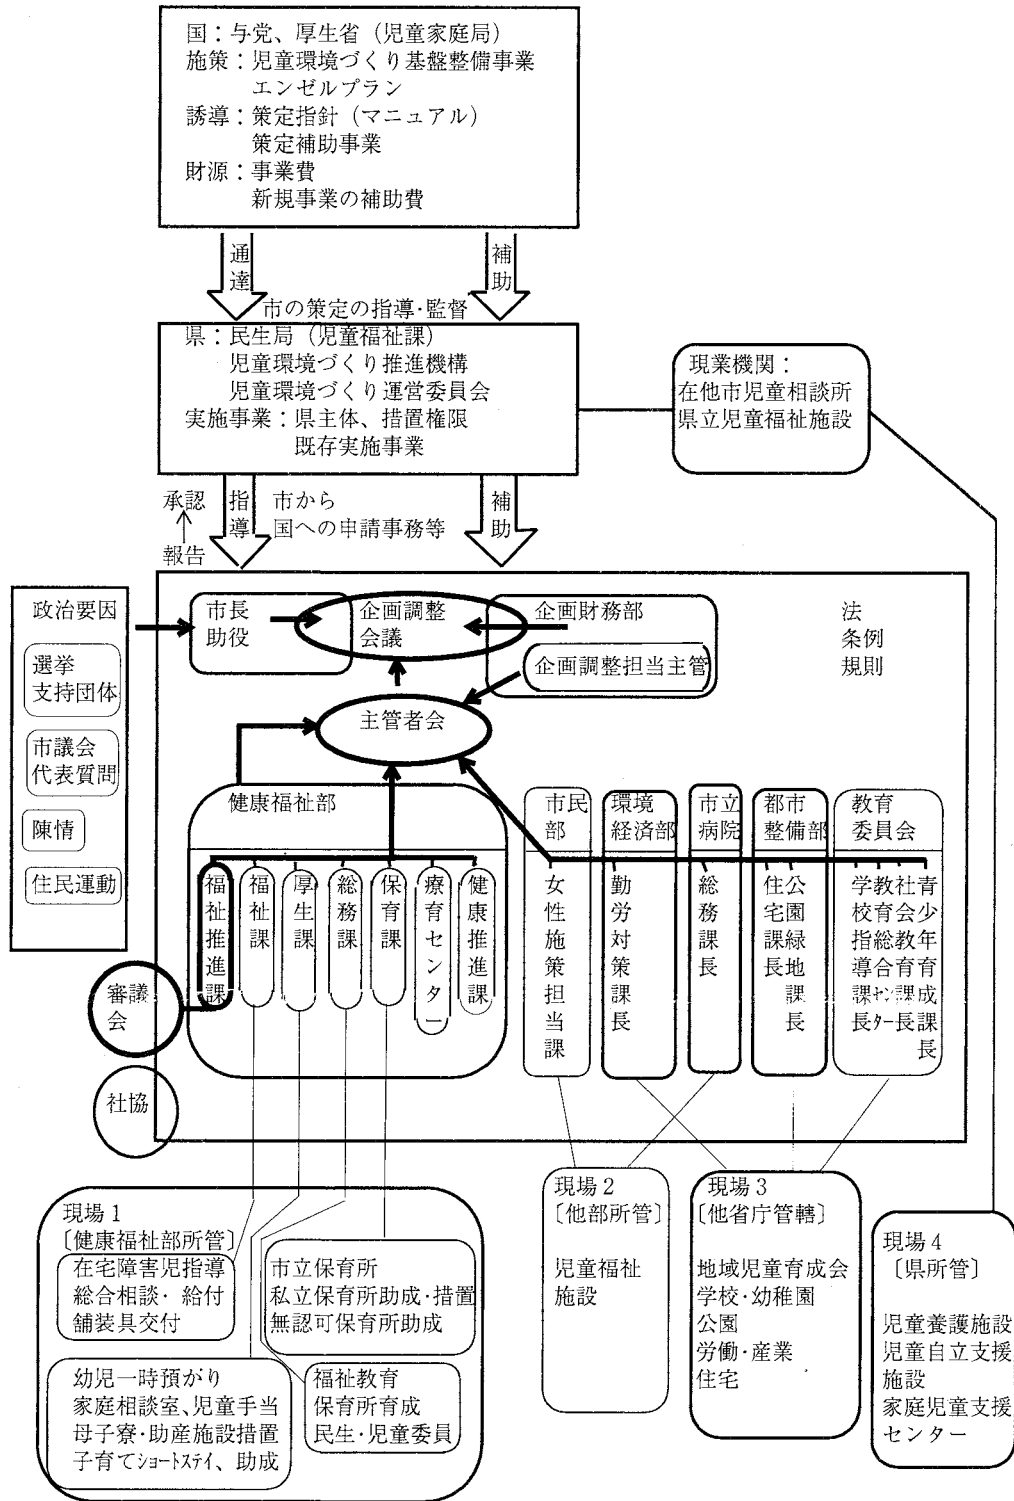 国：与党、厚生省（児童家庭局）
施策：児童環境づくり基盤整備事業
エンゼルプラン
誘導：策定指針（マニュアル）
策定補助事業
財源：事業費
新規事業の補助費
通達
補助
市の策定の指導・監督
県：民生局（児童福祉課）
児童環境づくり推進機構
児童環境づくり運営委員会
実施事業：県主体、措置権限
既存実施事業
現業機関：
在他市児童相談所
県立児童福祉施設
承認
報告
指導
市から
国への申請事務等
補助
政治要因
選挙
支持団体
市議会
代表質問
陳情
住民運動
市長
助役
企画調整
会議
企画財務部
企画調整担当主管
法
条例
規則
主管者会
健康福祉部
福祉推進課
福祉課
厚生課
総務課
保育課
療育センター
健康推進課
市民
部
女性施策担当課
環境
経済部
勤労対策課長
市立
病院
総務課長
都市
整備部
住宅課長
公園緑地課長
教育
委員会
学校指導課長
教育総合センター
社会教育課長
青少年育成課長
審議
会
社協
現場１
〔健康福祉部所管〕
在宅障害児指導
総合相談・給付
舗装具交付
市立保育所
私立保育所助成・措置
無認可保育所助成
幼児一時預がり
家庭相談室、児童手当
母子寮・助産施設措置
子育てショートステイ、助成
福祉教育
保育所育成
民生・児童委員
現場２
〔他部所管〕
児童福祉
施設
現場３
〔他省庁管轄〕
地域児童育成会
学校・幼稚園
公園
労働・産業
住宅
現場４
〔県所管〕
児童養護施設
児童自立支援
施設
家庭児童支援
センター